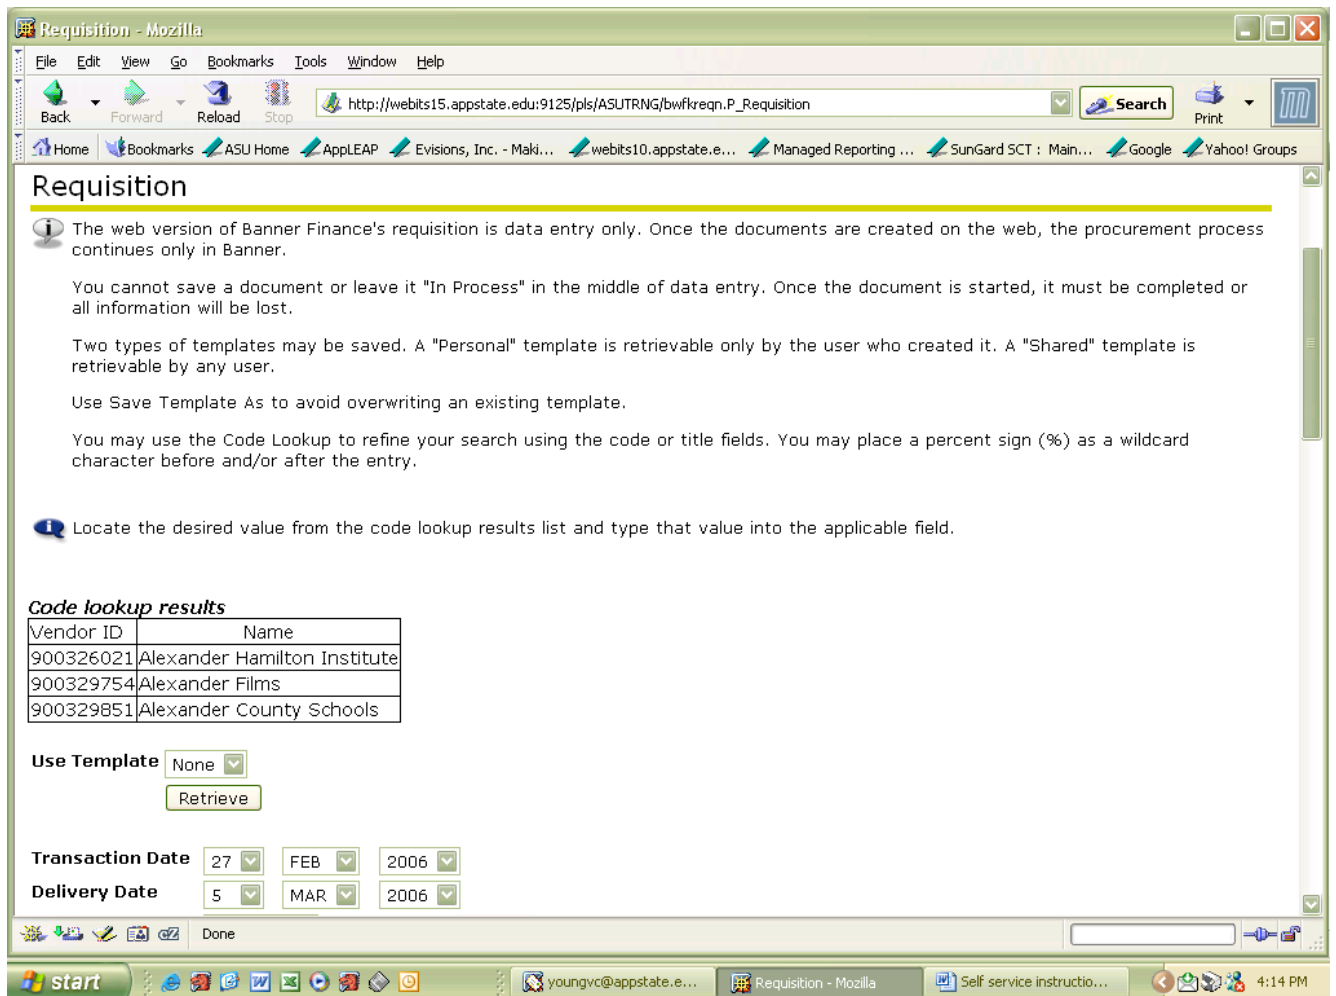 Requisition - Mozilla
File Edit View Go Bookmarks Tools Window Help
Back Forward Reload Stop http://webits15.appstate.edu:9125/pls/ASUTRNG/bwfkreqn.P_Requisition Search Print
Home Bookmarks ASU Home AppLEAP Evisions, Inc. - Maki... webits10.appstate.e... Managed Reporting ... SunGard SCT : Main... Google Yahoo! Groups
Requisition
The web version of Banner Finance's requisition is data entry only. Once the documents are created on the web, the procurement process
continues only in Banner.
You cannot save a document or leave it "In Process" in the middle of data entry. Once the document is started, it must be completed or
all information will be lost.
Two types of templates may be saved. A "Personal" template is retrievable only by the user who created it. A "Shared" template is
retrievable by any user.
Use Save Template As to avoid overwriting an existing template.
You may use the Code Lookup to refine your search using the code or title fields. You may place a percent sign (%) as a wildcard
character before and/or after the entry.
Locate the desired value from the code lookup results list and type that value into the applicable field.
Code lookup results
Vendor ID Name
900326021 Alexander Hamilton Institute
900329754 Alexander Films
900329851 Alexander County Schools
Use Template None
Retrieve
Transaction Date 27 FEB 2006
Delivery Date 5 MAR 2006
Done
start youngvc@appstate.e... Requisition - Mozilla Self service instructio... 4:14 PM